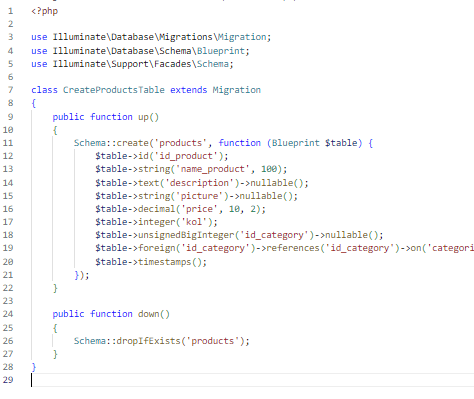 1 <?php
2
3 use Illuminate\Database\Migrations\Migration;
4 use Illuminate\Database\Schema\Blueprint;
5 use Illuminate\Support\Facades\Schema;
6
7 class CreateProductsTable extends Migration
8 {
9     public function up()
10     {
11         Schema::create('products', function (Blueprint $table) {
12             $table->id('id_product');
13             $table->string('name_product', 100);
14             $table->text('description')->nullable();
15             $table->string('picture')->nullable();
16             $table->decimal('price', 10, 2);
17             $table->integer('kol');
18             $table->unsignedBigInteger('id_category')->nullable();
19             $table->foreign('id_category')->references('id_category')->on('categori
20             $table->timestamps();
21         });
22     }
23
24     public function down()
25     {
26         Schema::dropIfExists('products');
27     }
28 }
29